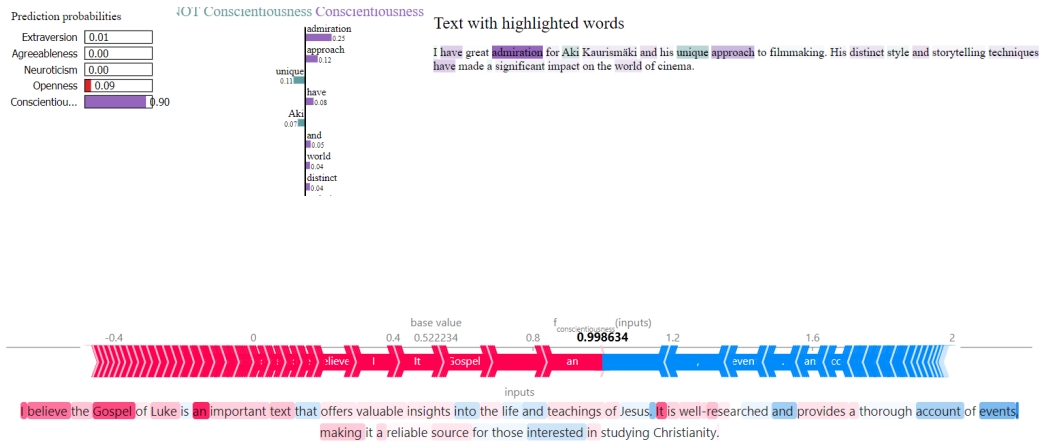 Prediction probabilities
Extraversion 0.01
Agreeableness 0.00
Neuroticism 0.00
Openness 0.09
Conscientiou... 0.90
NOT Conscientiousness Conscientiousness
admiration
0.25
approach
0.12
unique
0.11
have
0.08
Aki
0.07
and
0.05
world
0.04
distinct
0.04
Text with highlighted words
I have great admiration for Aki Kaurismäki and his unique approach to filmmaking. His distinct style and storytelling techniques
have made a significant impact on the world of cinema.
base value
f conscientiousness(inputs)
-0.4 0 0.4 0.522234 0.8 0.998634 1.2 1.6 2
elieve I It Gospel an , even . an cc
inputs
I believe the Gospel of Luke is an important text that offers valuable insights into the life and teachings of Jesus. It is well-researched and provides a thorough account of events,
making it a reliable source for those interested in studying Christianity.